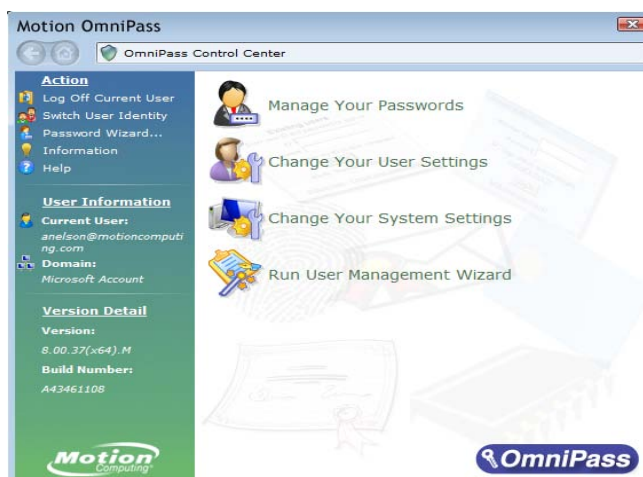 Motion OmniPass
OmniPass Control Center
Action
Log Off Current User
Switch User Identity
Password Wizard...
Information
Help
User Information
Current User:
anelson@motioncomputi
ng.com
Domain:
Microsoft Account
Version Detail
Version:
8.00.37(x64).M
Build Number:
A43461108
Motion
Computing
Manage Your Passwords
Change Your User Settings
Change Your System Settings
Run User Management Wizard
OmniPass